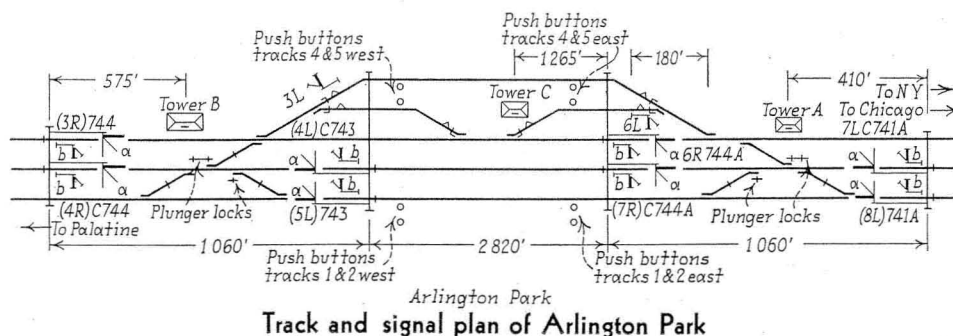 Push buttons
tracks 4&5 west
Push buttons
tracks 4&5 east
575'
1265'
180'
410'
To NY
To Chicago
Tower B
Tower C
Tower A
3L
(3R)744
(4L)C743
6L
7LC741A
b
a
a
b
b
a
6R744A
a
b
b
a
a
b
b
a
a
b
(4R)C744
Plunger locks
(5L)743
(7R)C744A
Plunger locks
(8L)741A
To Palatine
1060'
2820'
1060'
Push buttons
tracks 1&2 west
Push buttons
tracks 1&2 east
Arlington Park
Track and signal plan of Arlington Park